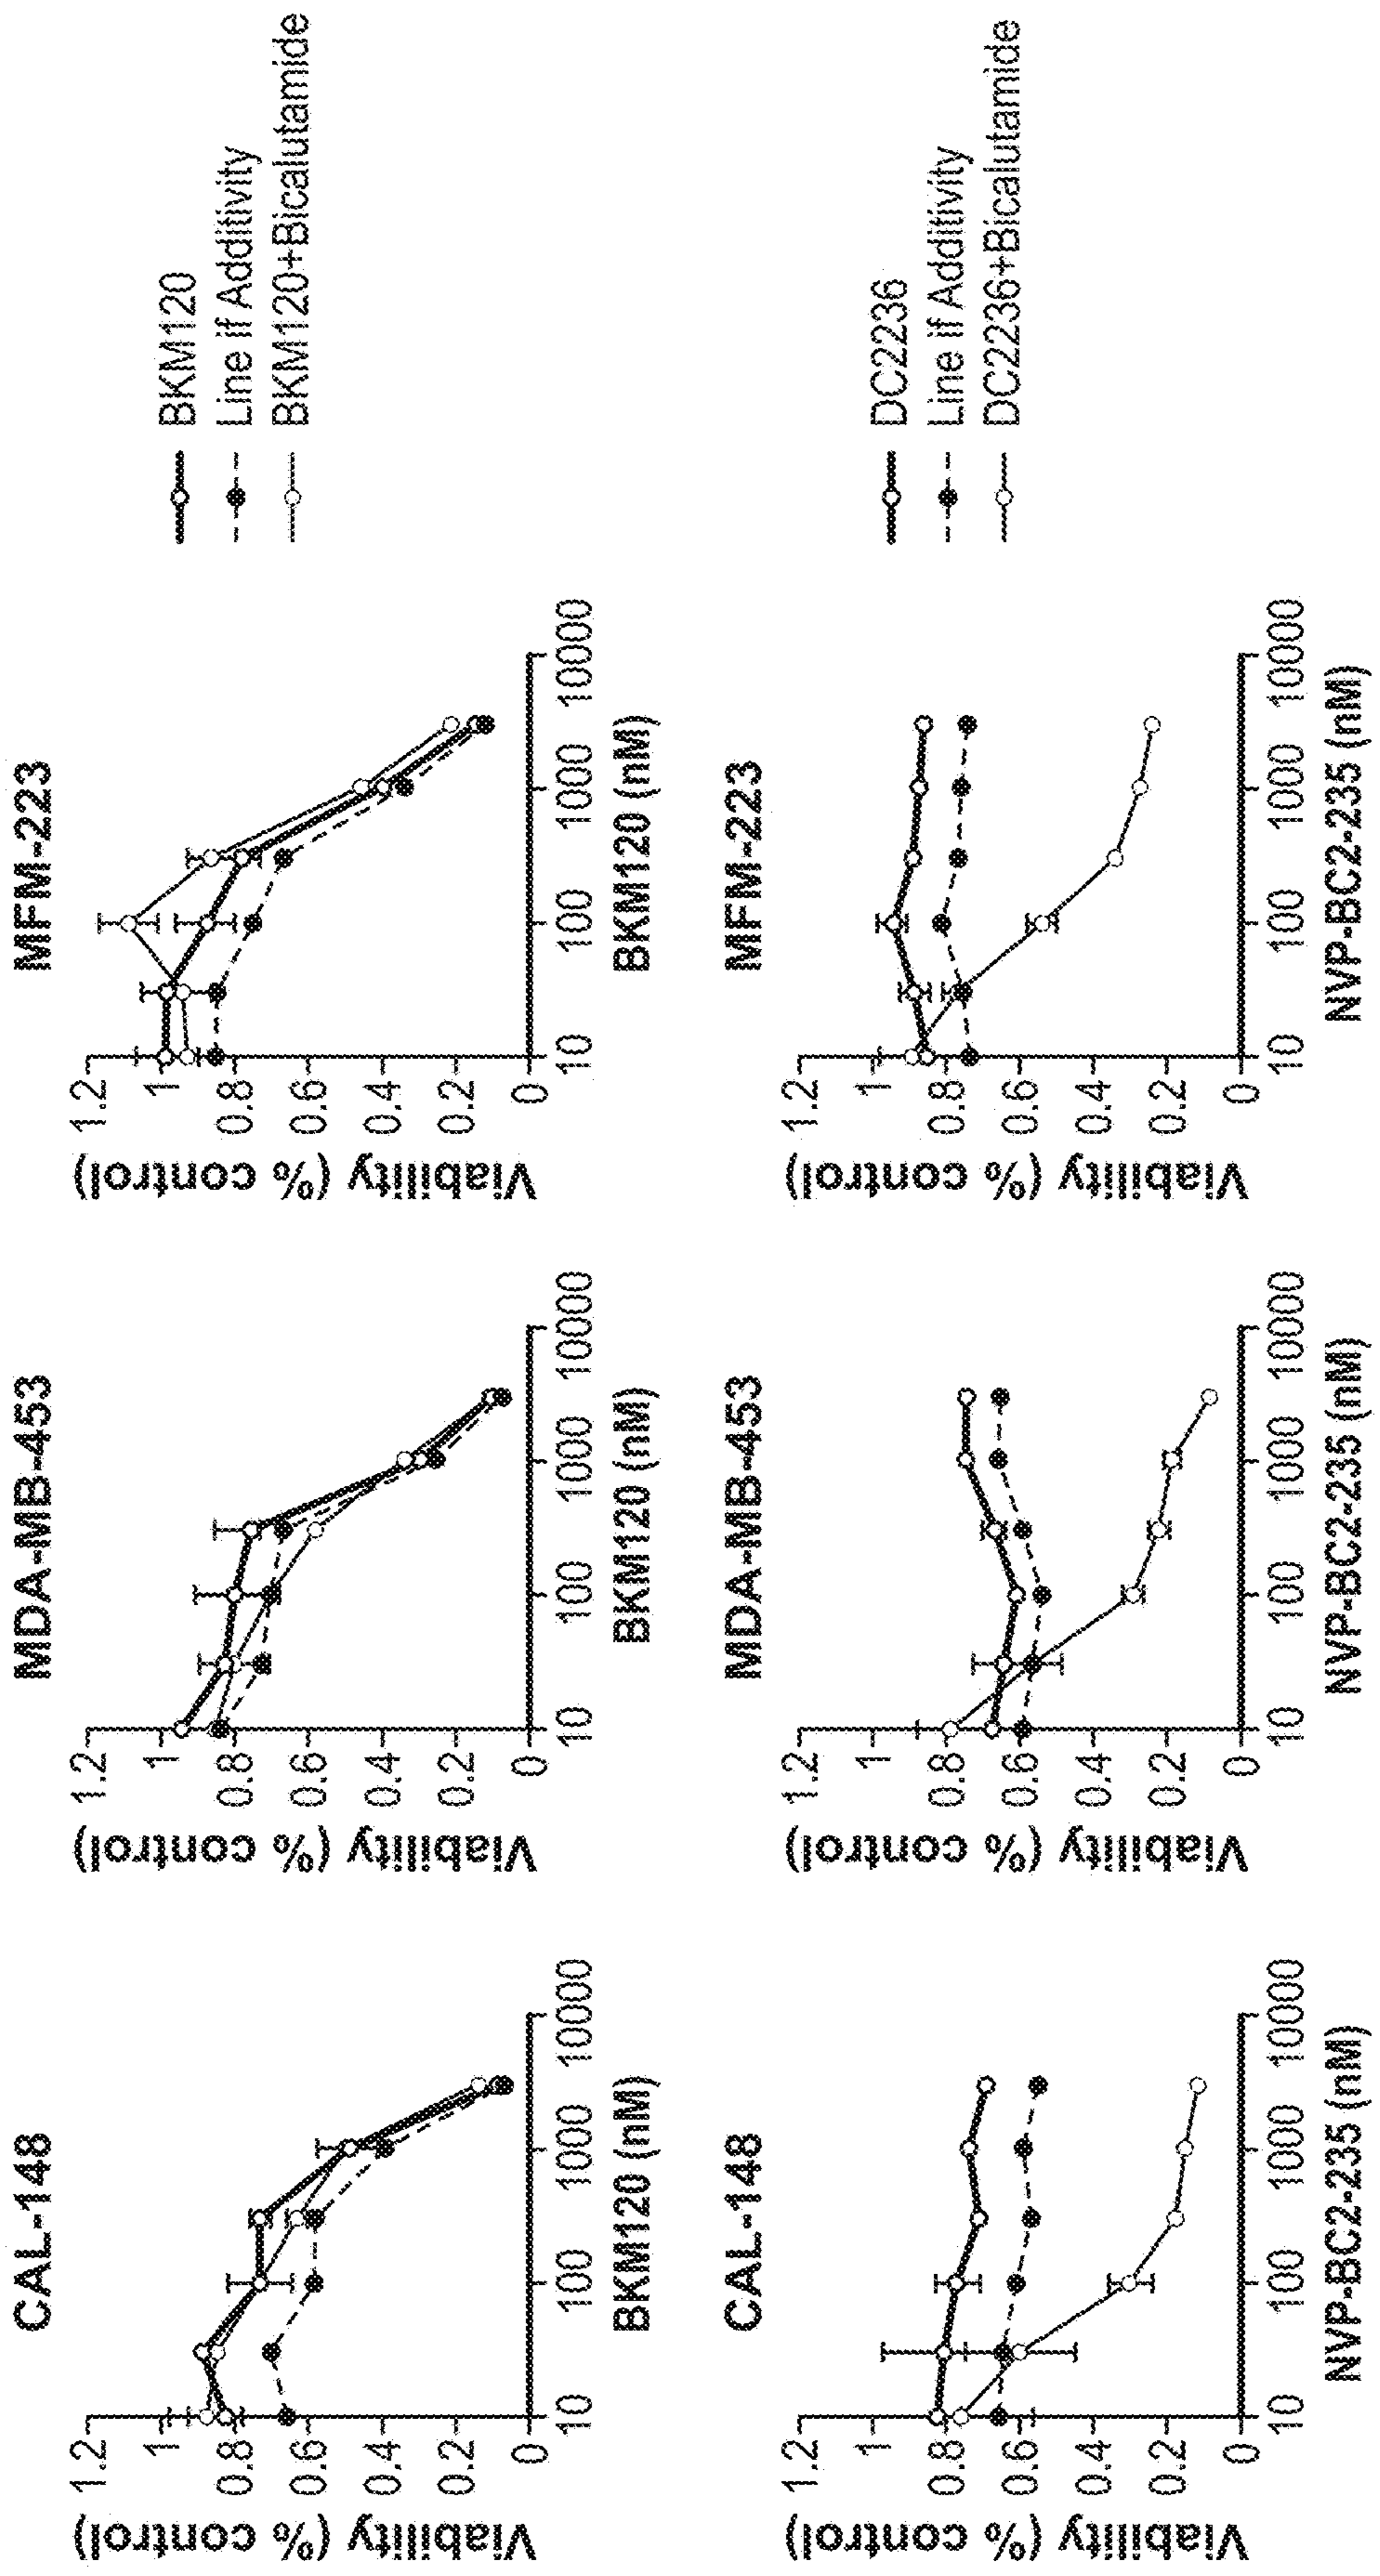 CAL-148
Viability (% control)
1.2
1
0.8
0.6
0.4
0.2
0
10
100
1000
10000
BKM120 (nM)
MDA-MB-453
Viability (% control)
1.2
1
0.8
0.6
0.4
0.2
0
10
100
1000
10000
BKM120 (nM)
MFM-223
Viability (% control)
1.2
1
0.8
0.6
0.4
0.2
0
10
100
1000
10000
BKM120 (nM)
BKM120
Line if Additivity
BKM120+Bicalutamide
CAL-148
Viability (% control)
1.2
1
0.8
0.6
0.4
0.2
0
10
100
1000
10000
NVP-BC2-235 (nM)
MDA-MB-453
Viability (% control)
1.2
1
0.8
0.6
0.4
0.2
0
10
100
1000
10000
NVP-BC2-235 (nM)
MFM-223
Viability (% control)
1.2
1
0.8
0.6
0.4
0.2
0
10
100
1000
10000
NVP-BC2-235 (nM)
DC2236
Line if Additivity
DC2236+Bicalutamide